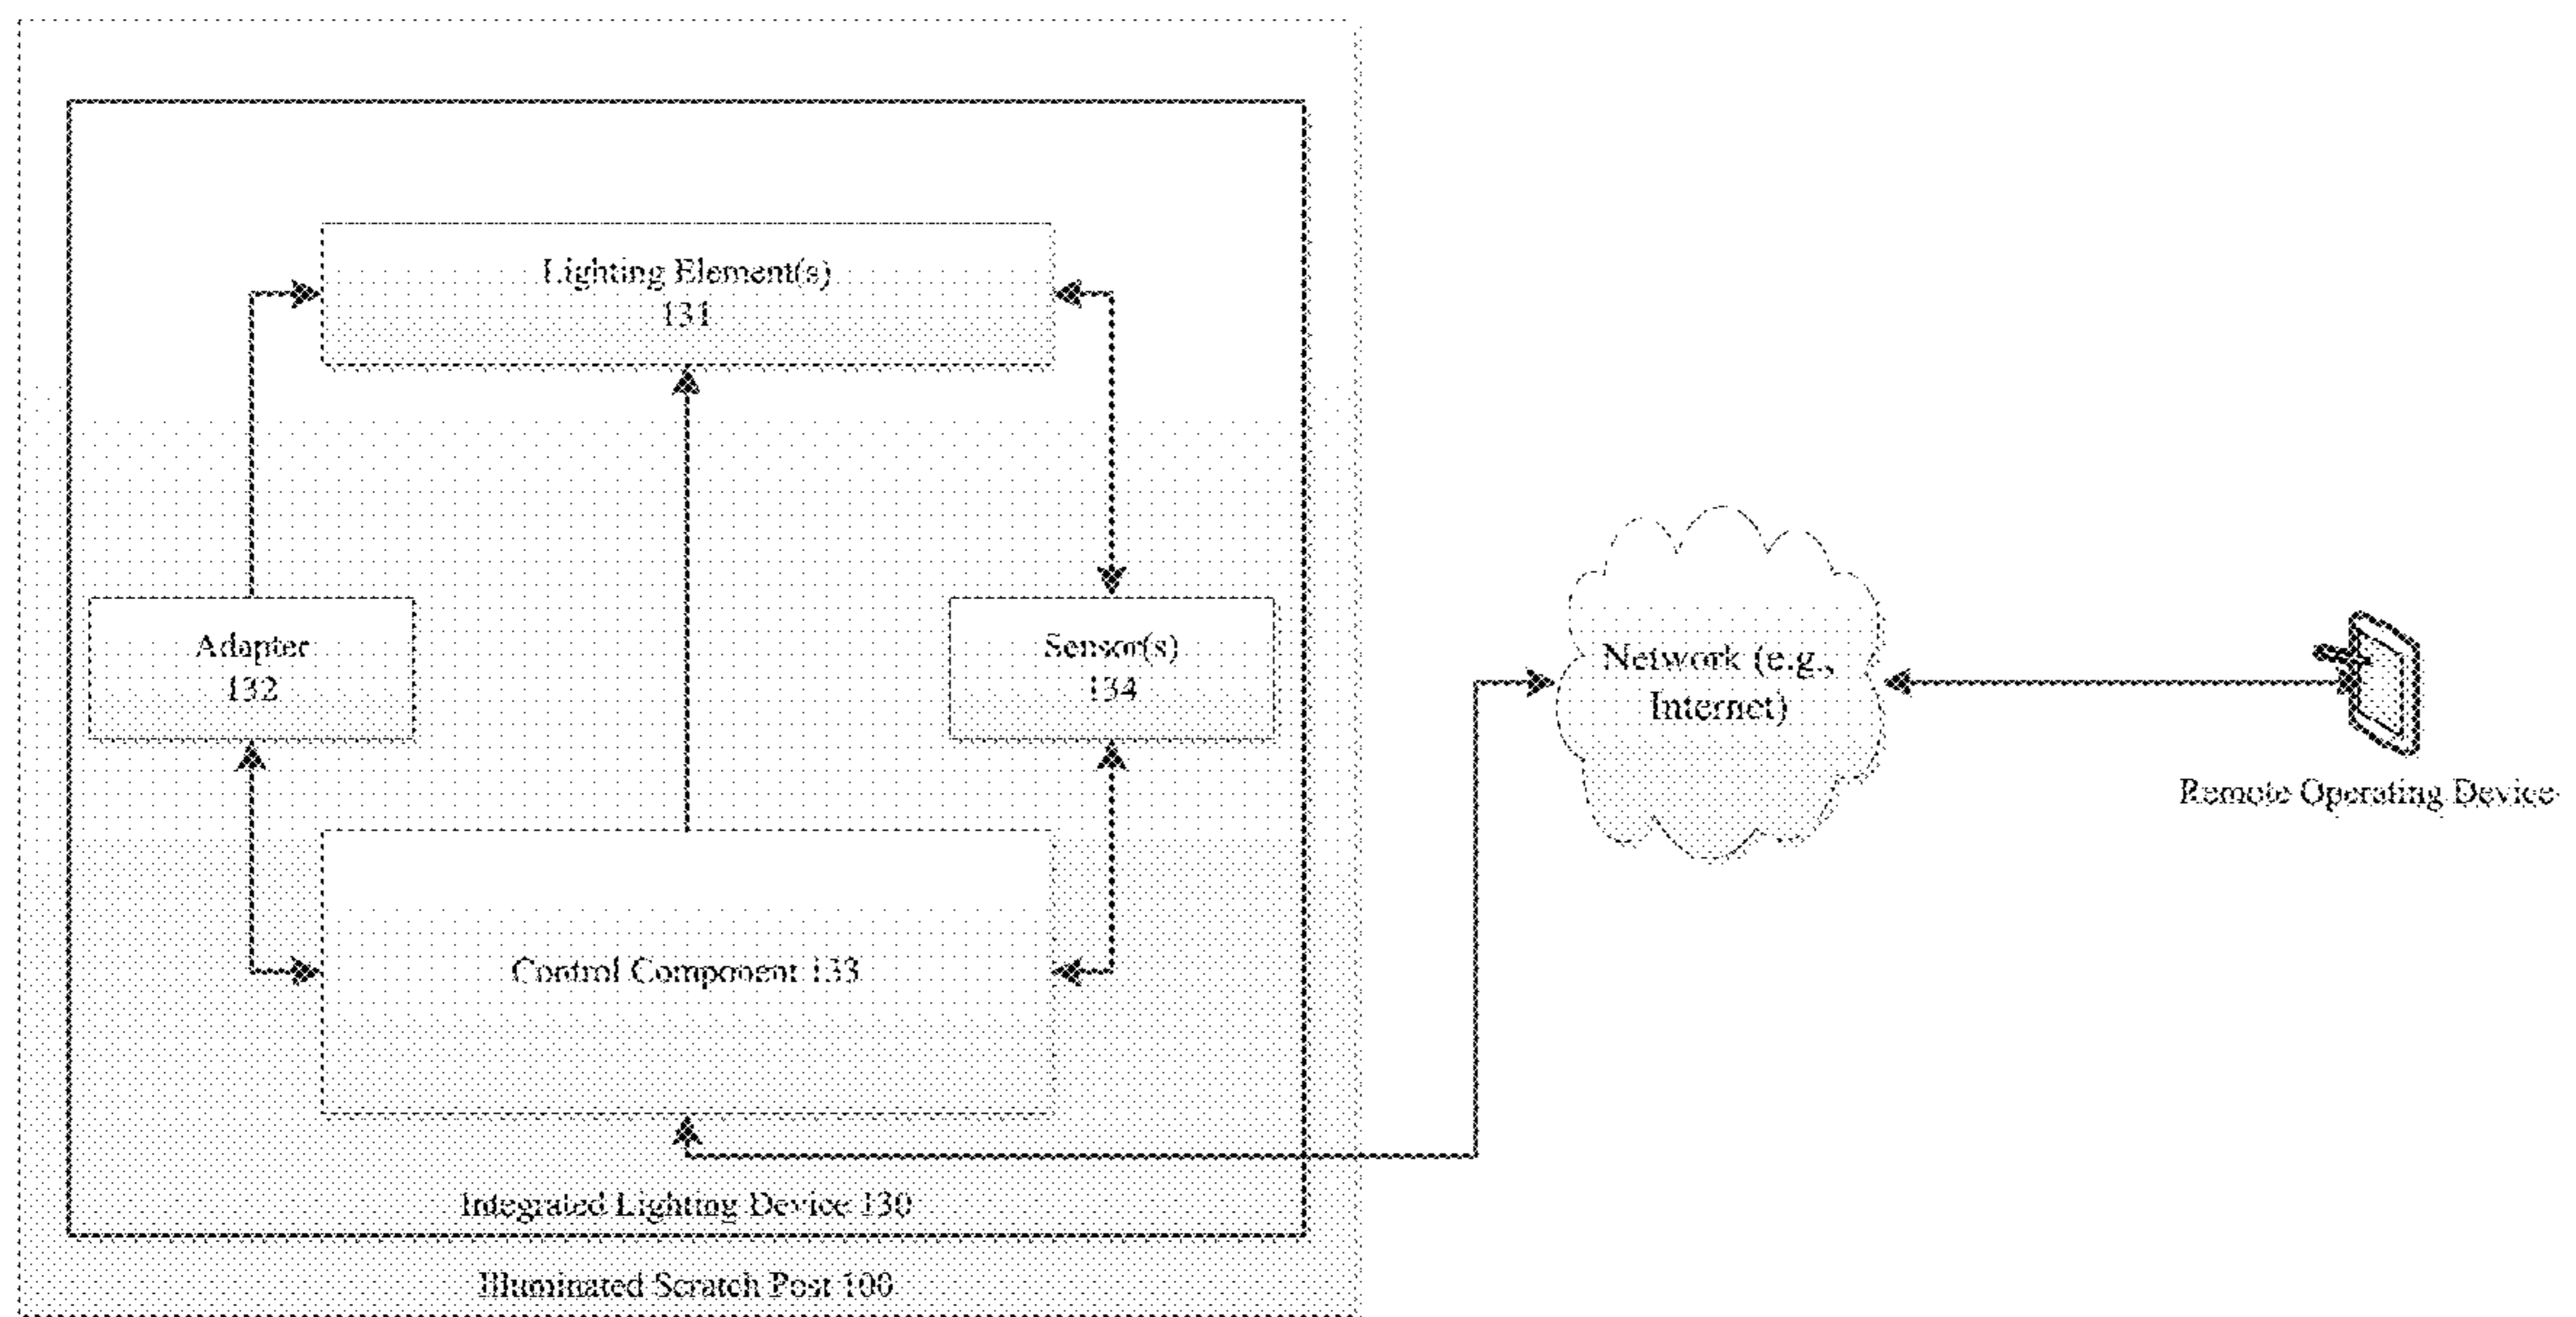 Lighting Element(s)
131
Adapter
132
Sensor(s)
134
Network (e.g.,
Internet)
Remote Operating Device
Control Component 133
Integrated Lighting Device 130
Illuminated Scratch Post 100